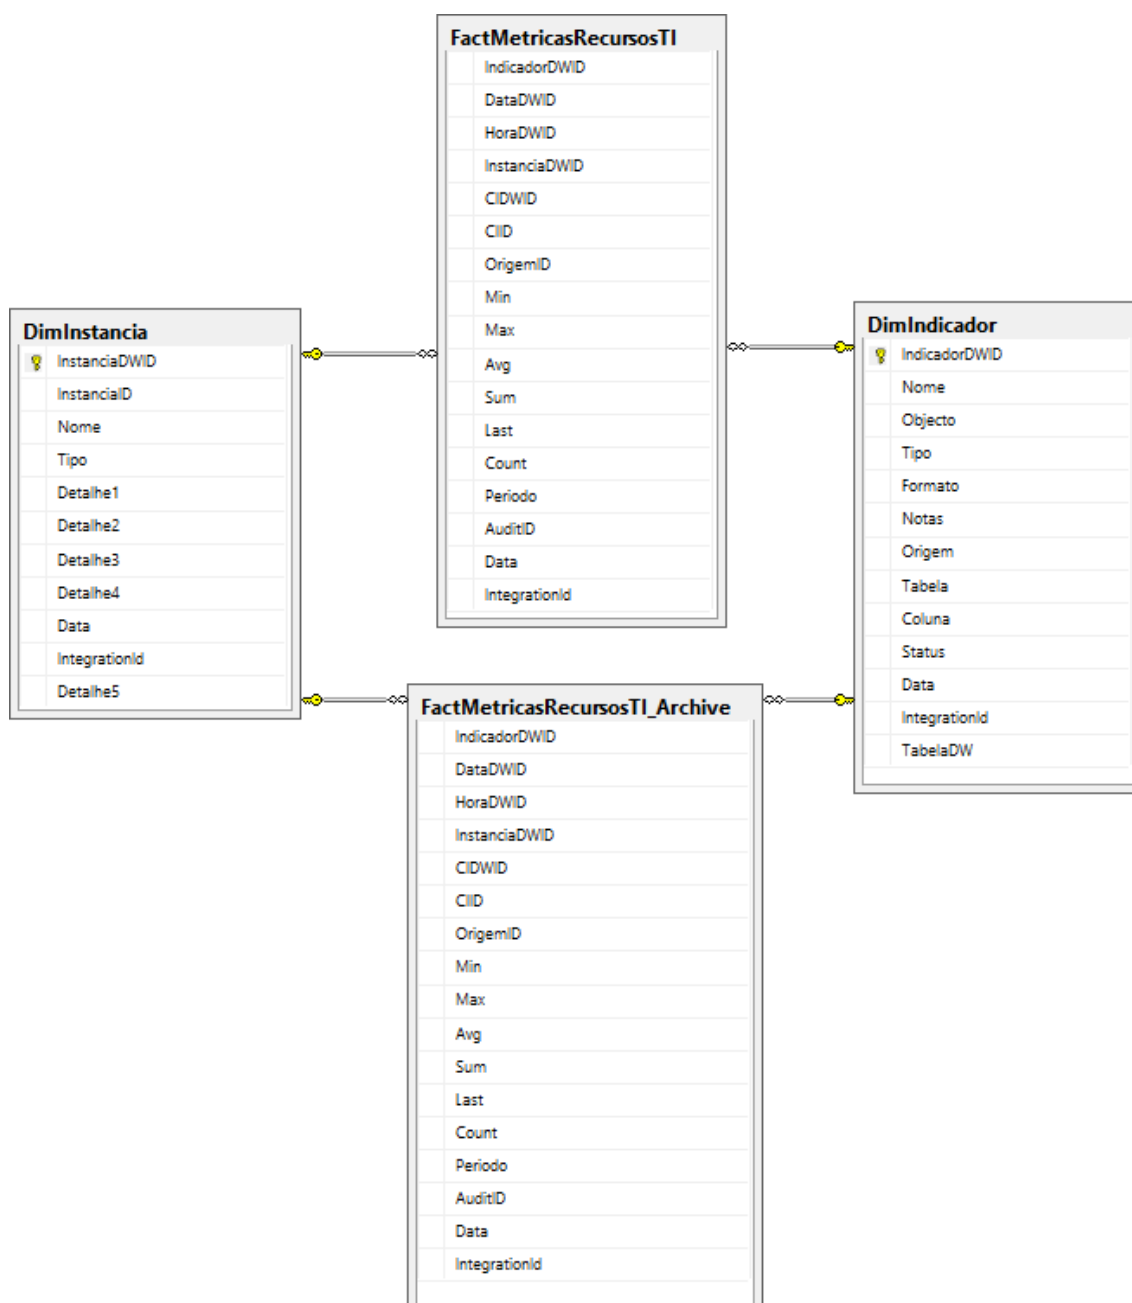 FactMetricasRecursosTI
IndicadorDWID
DataDWID
HoraDWID
InstanciaDWID
CIDWID
CIID
OrigemID
Min
Max
Avg
Sum
Last
Count
Periodo
AuditID
Data
IntegrationId
DimInstancia
InstanciaDWID
InstanciaID
Nome
Tipo
Detalhe1
Detalhe2
Detalhe3
Detalhe4
Data
IntegrationId
Detalhe5
DimIndicador
IndicadorDWID
Nome
Objecto
Tipo
Formato
Notas
Origem
Tabela
Coluna
Status
Data
IntegrationId
TabelaDW
FactMetricasRecursosTI_Archive
IndicadorDWID
DataDWID
HoraDWID
InstanciaDWID
CIDWID
CIID
OrigemID
Min
Max
Avg
Sum
Last
Count
Periodo
AuditID
Data
IntegrationId